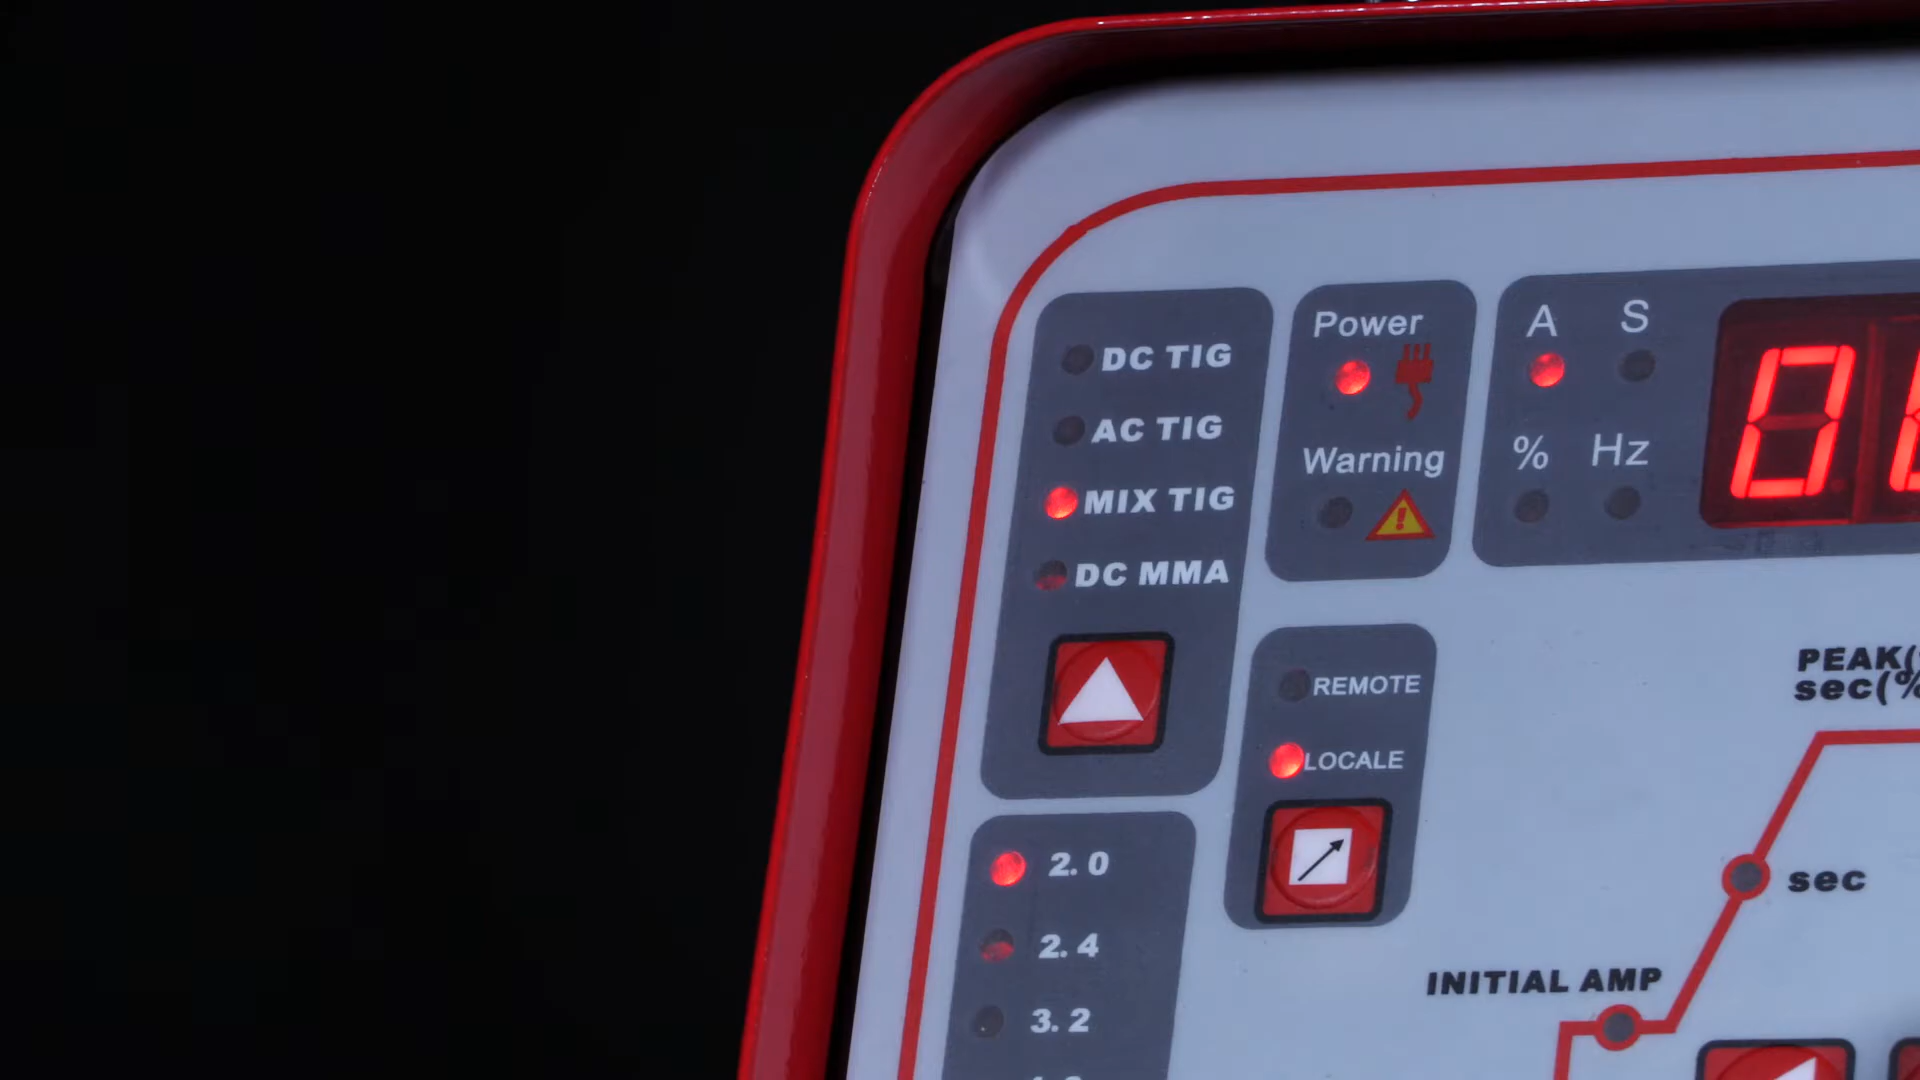 DC TIG
AC TIG
MIX TIG
DC MMA
Power
Warning
A S
% Hz
0
REMOTE
LOCALE
2.0
2.4
3.2
PEAK(
sec(%
sec
INITIAL AMP